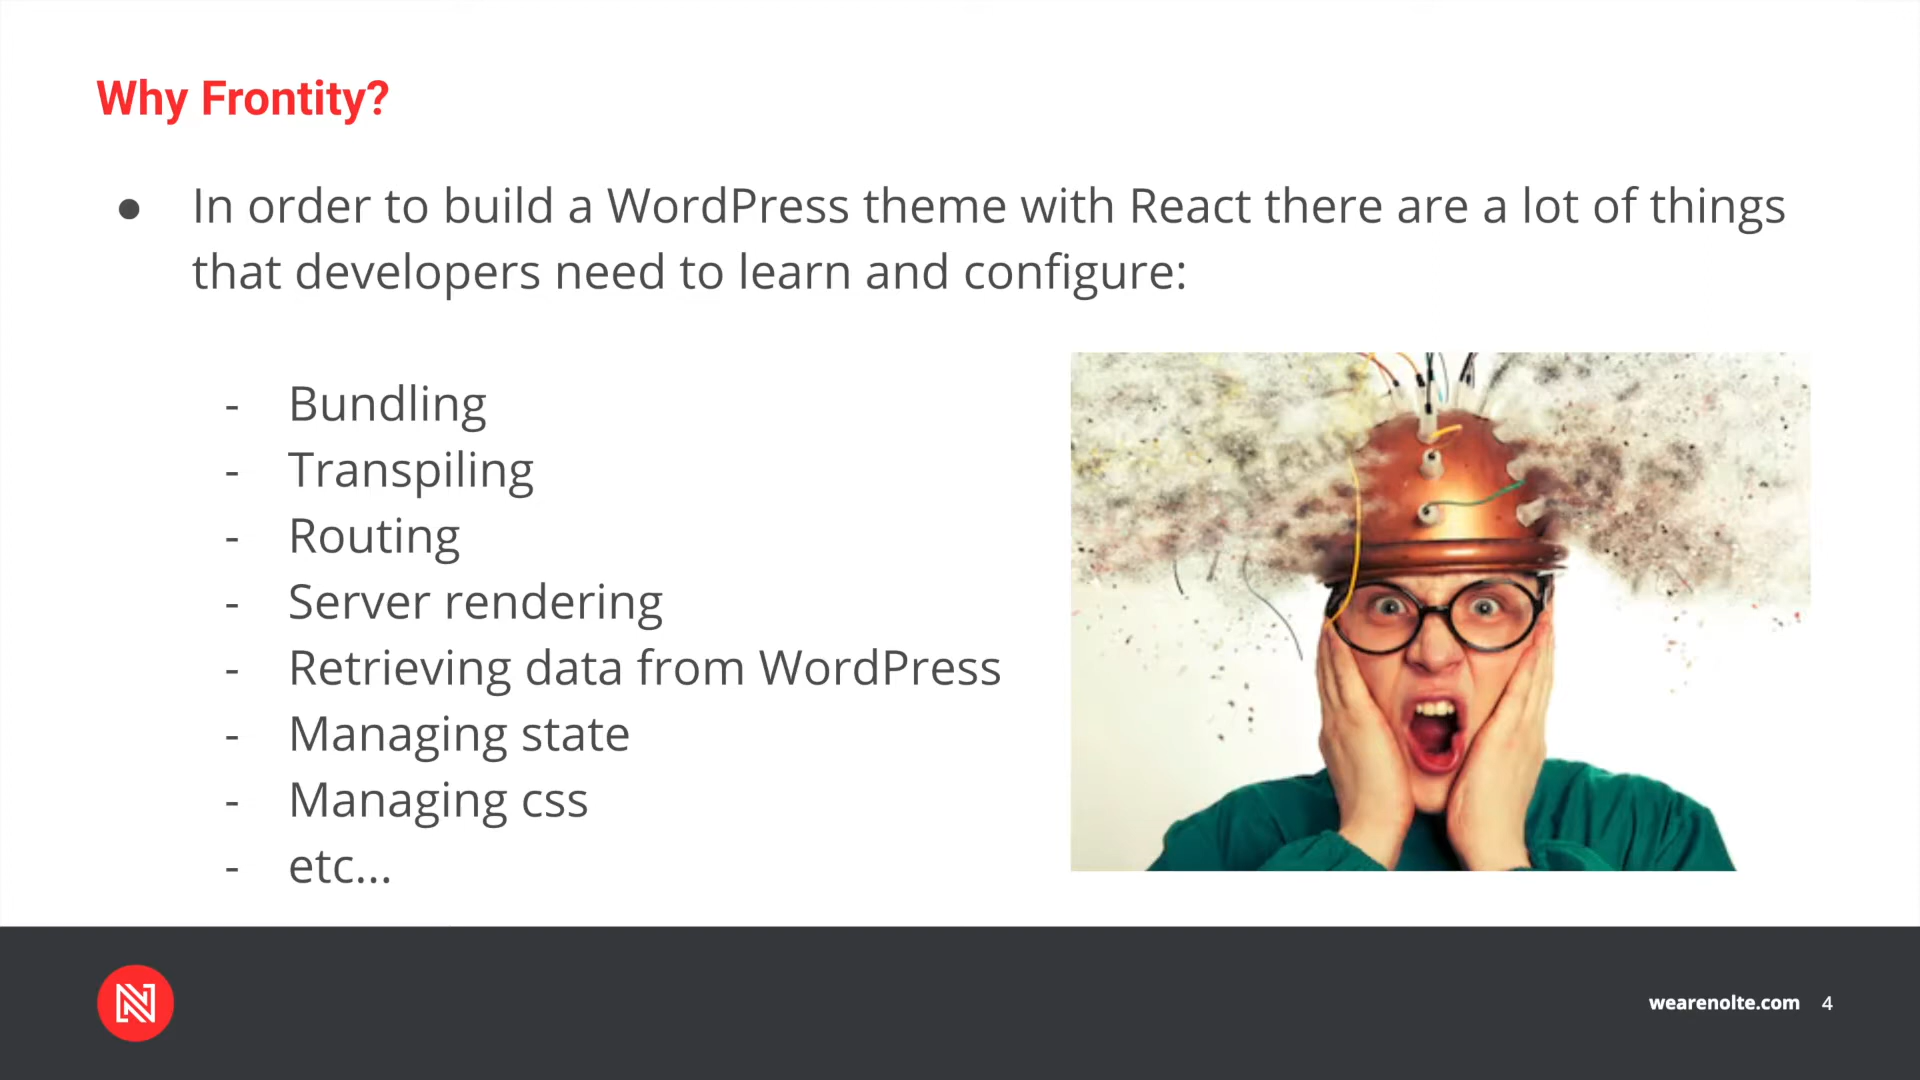 Why Frontity?
● In order to build a WordPress theme with React there are a lot of things
that developers need to learn and configure:
- Bundling
- Transpiling
- Routing
- Server rendering
- Retrieving data from WordPress
- Managing state
- Managing css
- etc...
N
wearenolte.com 4